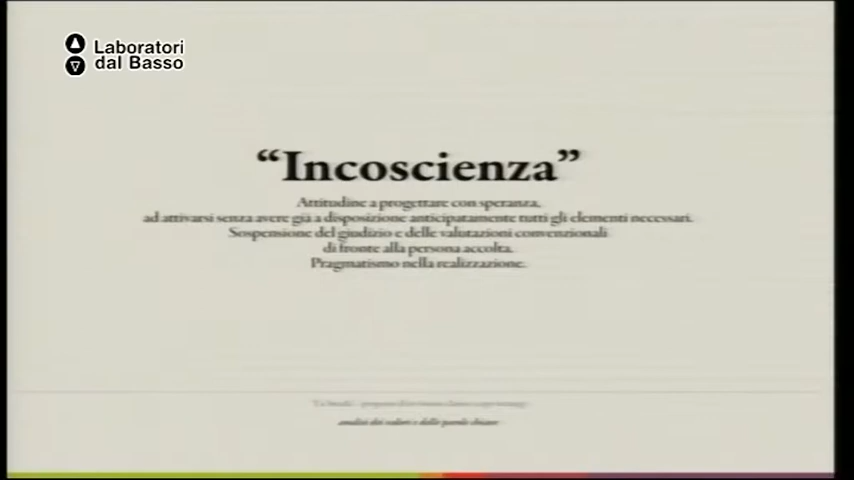 Laboratori
dal Basso
“Incoscienza”
Attitudine a progettare con speranza,
ad attivarsi senza avere già a disposizione anticipatamente tutti gli elementi necessari.
Sospensione del giudizio e delle valutazioni convenzionali
di fronte alla persona accolta.
Pragmatismo nella realizzazione.
analisi dei valori e delle parole chiave